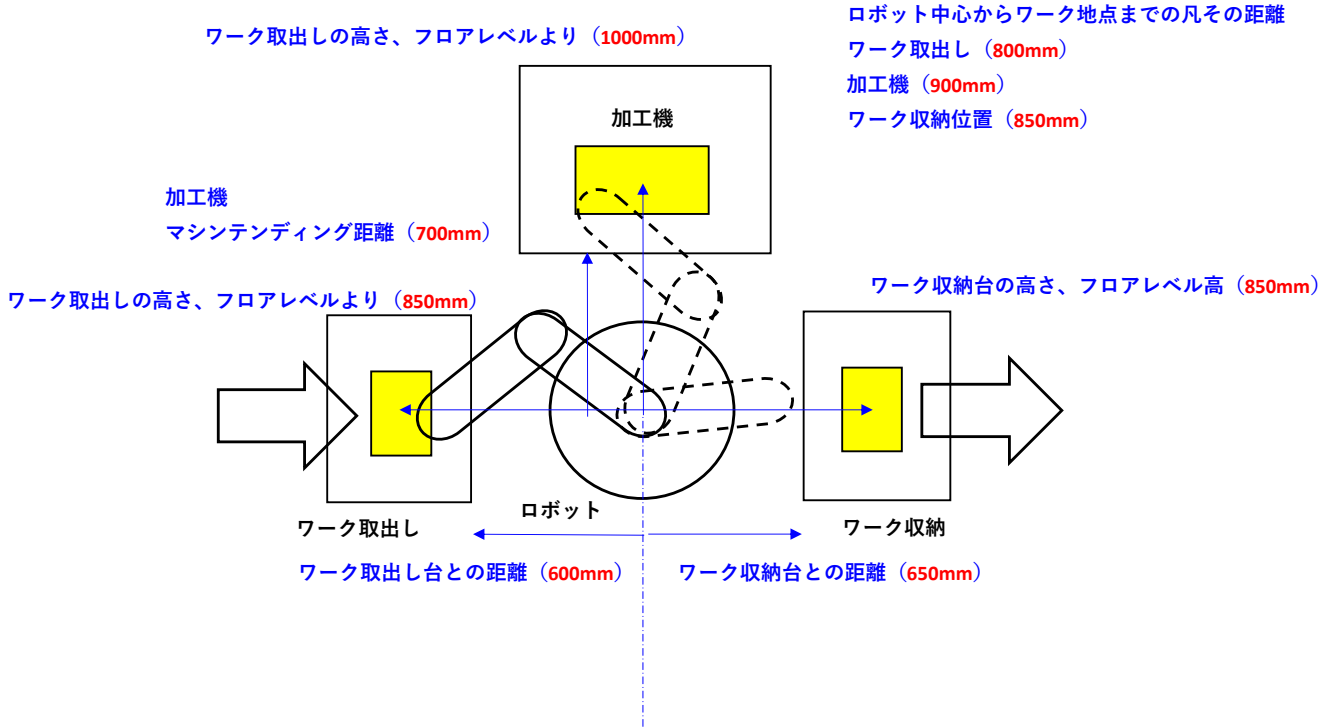 ロボット中心からワーク地点までの凡その距離
ワーク取出しの高さ、フロアレベルより（1000mm）
ワーク取出し（800mm）
加工機（900mm）
ワーク収納位置（850mm）
加工機
加工機
マシンテンディング距離（700mm）
ワーク取出しの高さ、フロアレベルより（850mm）
ワーク収納台の高さ、フロアレベル高（850mm）
ロボット
ワーク取出し
ワーク収納
ワーク取出し台との距離（600mm）
ワーク収納台との距離（650mm）